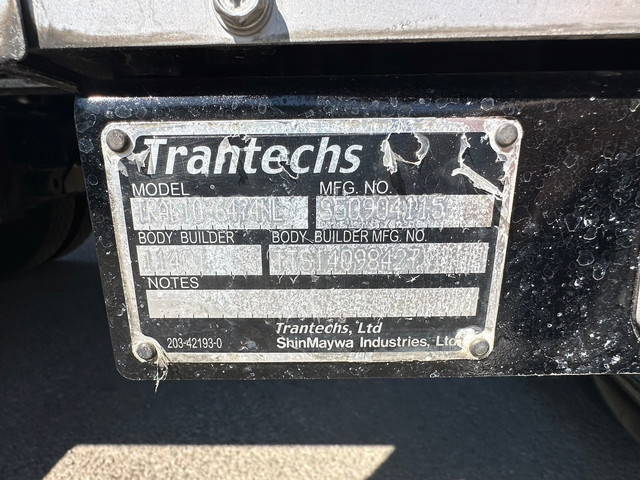 Trantechs
MODEL MFG. NO.
BODY BUILDER BODY BUILDER MFG. NO.
NOTES
Trantechs, Ltd
203-42193-0 ShinMaywa Industries, Ltd